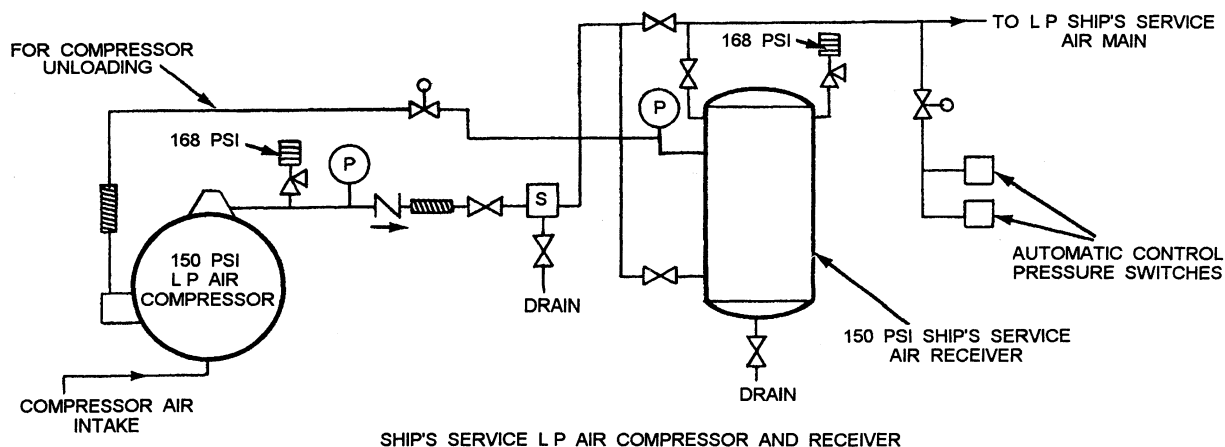 FOR COMPRESSOR
UNLOADING
168 PSI
P
168 PSI
P
TO L P SHIP'S SERVICE
AIR MAIN
S
150 PSI
L P AIR
COMPRESSOR
DRAIN
AUTOMATIC CONTROL
PRESSURE SWITCHES
150 PSI SHIP'S SERVICE
AIR RECEIVER
DRAIN
COMPRESSOR AIR
INTAKE
SHIP'S SERVICE L P AIR COMPRESSOR AND RECEIVER